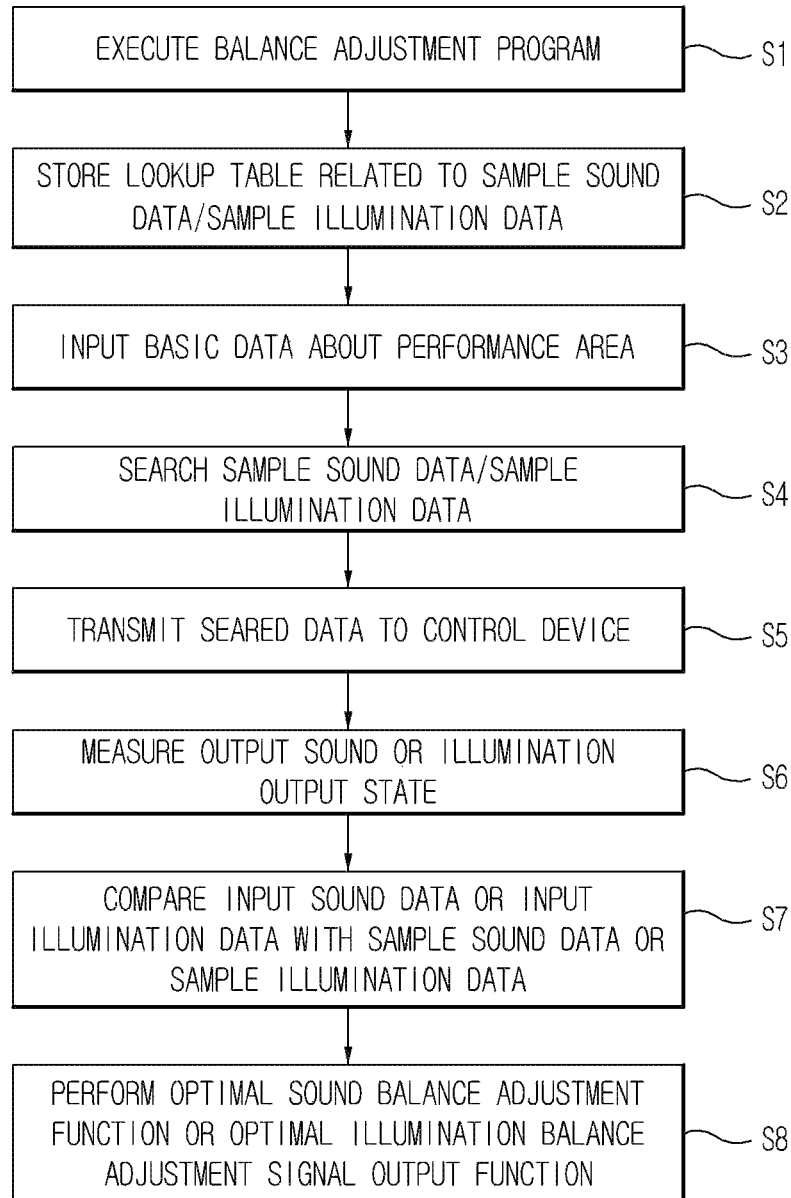 EXECUTE BALANCE ADJUSTMENT PROGRAM
S1
STORE LOOKUP TABLE RELATED TO SAMPLE SOUND
DATA/SAMPLE ILLUMINATION DATA
S2
INPUT BASIC DATA ABOUT PERFORMANCE AREA
S3
SEARCH SAMPLE SOUND DATA/SAMPLE
ILLUMINATION DATA
S4
TRANSMIT SEARED DATA TO CONTROL DEVICE
S5
MEASURE OUTPUT SOUND OR ILLUMINATION
OUTPUT STATE
S6
COMPARE INPUT SOUND DATA OR INPUT
ILLUMINATION DATA WITH SAMPLE SOUND DATA OR
SAMPLE ILLUMINATION DATA
S7
PERFORM OPTIMAL SOUND BALANCE ADJUSTMENT
FUNCTION OR OPTIMAL ILLUMINATION BALANCE
ADJUSTMENT SIGNAL OUTPUT FUNCTION
S8